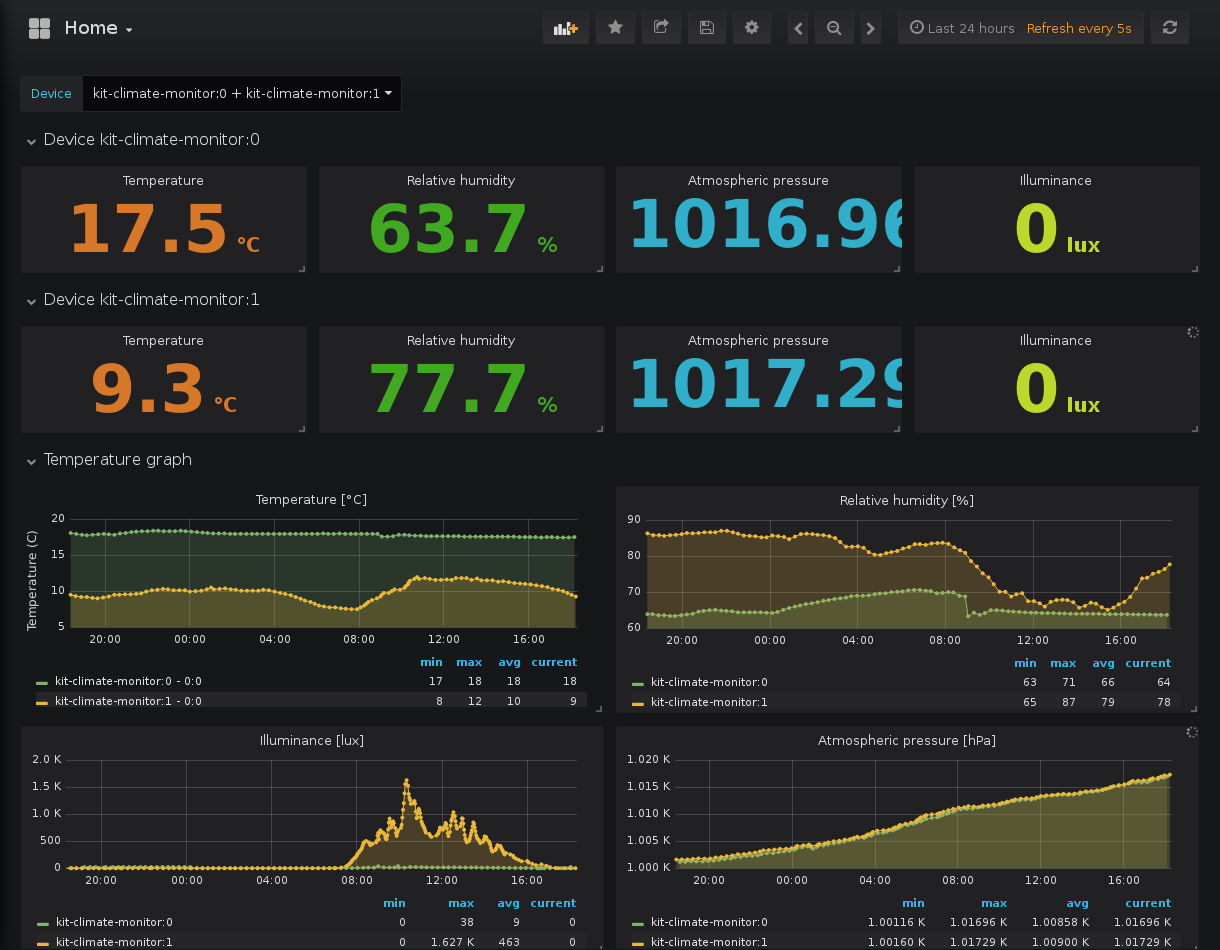 Home
Last 24 hours Refresh every 5s
Device kit-climate-monitor:0 + kit-climate-monitor:1
Device kit-climate-monitor:0
Temperature Relative humidity Atmospheric pressure Illuminance
17.5 °C 63.7 % 1016.96 0 lux
Device kit-climate-monitor:1
Temperature Relative humidity Atmospheric pressure Illuminance
9.3 °C 77.7 % 1017.29 0 lux
Temperature graph
Temperature [°C]
Temperature (C)
20
15
10
5
20:00 00:00 04:00 08:00 12:00 16:00
min max avg current
kit-climate-monitor:0 - 0:0 17 18 18 18
kit-climate-monitor:1 - 0:0 8 12 10 9
Relative humidity [%]
90
80
70
60
20:00 00:00 04:00 08:00 12:00 16:00
min max avg current
kit-climate-monitor:0 63 71 66 64
kit-climate-monitor:1 65 87 79 78
Illuminance [lux]
2.0 K
1.5 K
1.0 K
500
0
20:00 00:00 04:00 08:00 12:00 16:00
min max avg current
kit-climate-monitor:0 0 38 9 0
kit-climate-monitor:1 0 1.627 K 463 0
Atmospheric pressure [hPa]
1.020 K
1.015 K
1.010 K
1.005 K
1.000 K
20:00 00:00 04:00 08:00 12:00 16:00
min max avg current
kit-climate-monitor:0 1.00116 K 1.01696 K 1.00858 K 1.01696 K
kit-climate-monitor:1 1.00160 K 1.01729 K 1.00900 K 1.01729 K